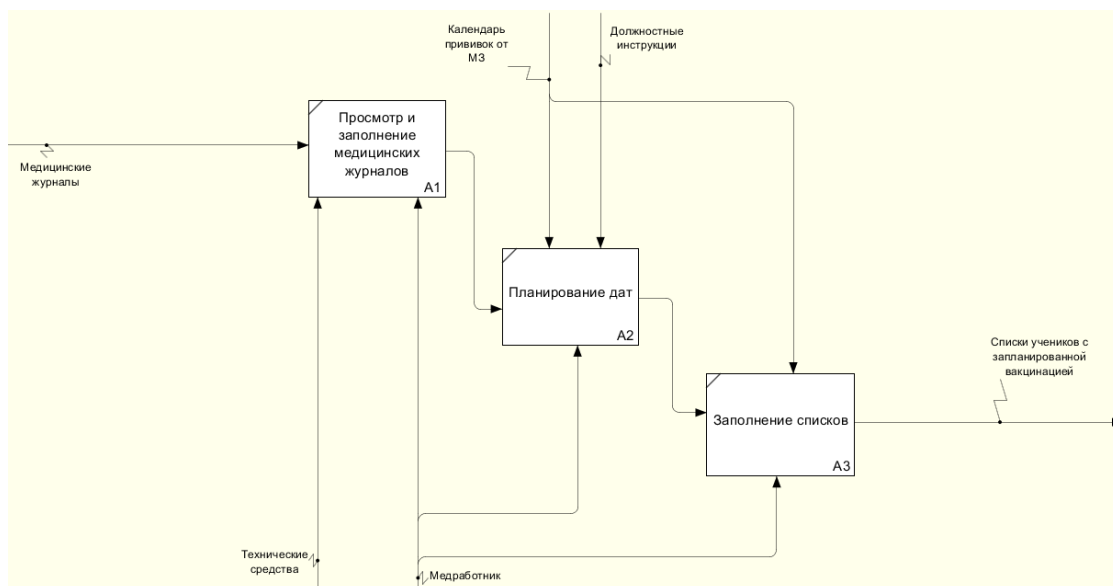 Календарь
прививок от
МЗ
Должностные
инструкции
Просмотр и
заполнение
медицинских
журналов
A1
Медицинские
журналы
Планирование дат
A2
Списки учеников с
запланированной
вакцинацией
Заполнение списков
A3
Технические
средства
Медработник